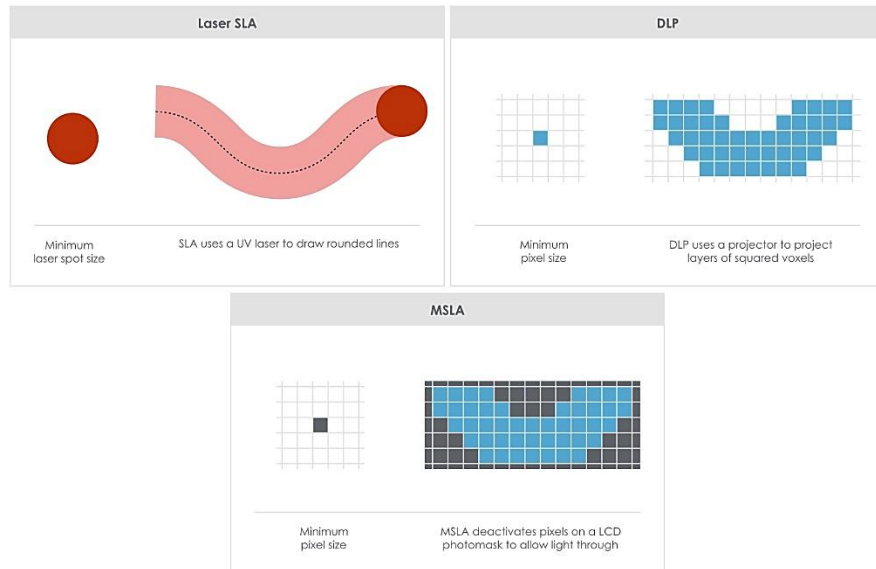 Laser SLA
Minimum
laser spot size
SLA uses a UV laser to draw rounded lines
DLP
Minimum
pixel size
DLP uses a projector to project
layers of squared voxels
MSLA
Minimum
pixel size
MSLA deactivates pixels on a LCD
photomask to allow light through